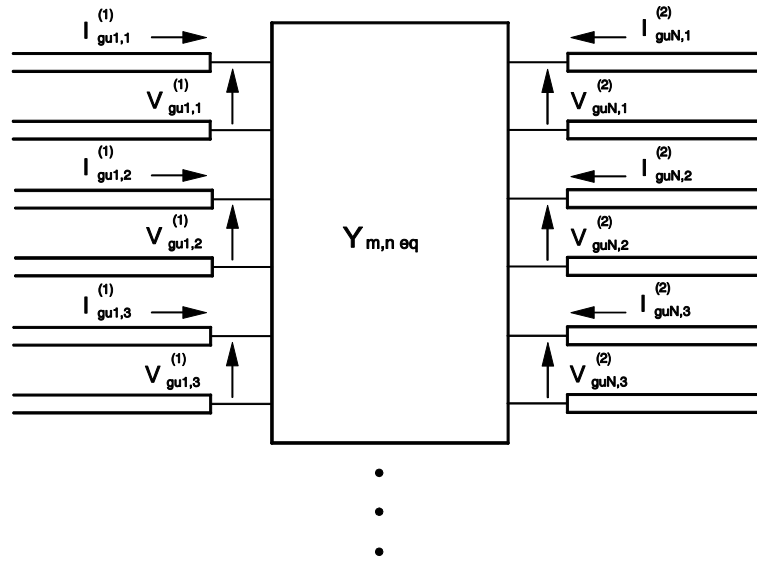 I gu1,1 (1)
I guN,1 (2)
V gu1,1 (1)
V guN,1 (2)
I gu1,2 (1)
I guN,2 (2)
V gu1,2 (1)
Y m,n eq
V guN,2 (2)
I gu1,3 (1)
I guN,3 (2)
V gu1,3 (1)
V guN,3 (2)